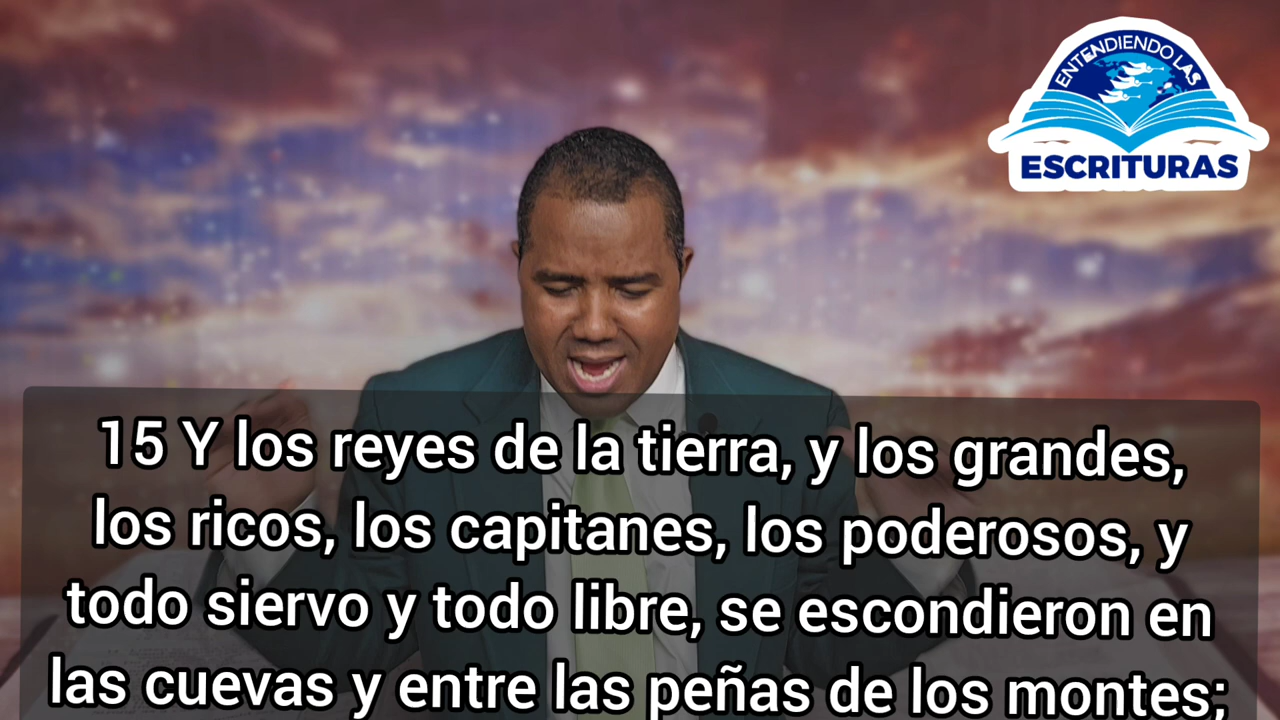 ENTENDIENDO LAS
ESCRITURAS
15 Y los reyes de la tierra, y los grandes,
los ricos, los capitanes, los poderosos, y
todo siervo y todo libre, se escondieron en
las cuevas y entre las peñas de los montes;